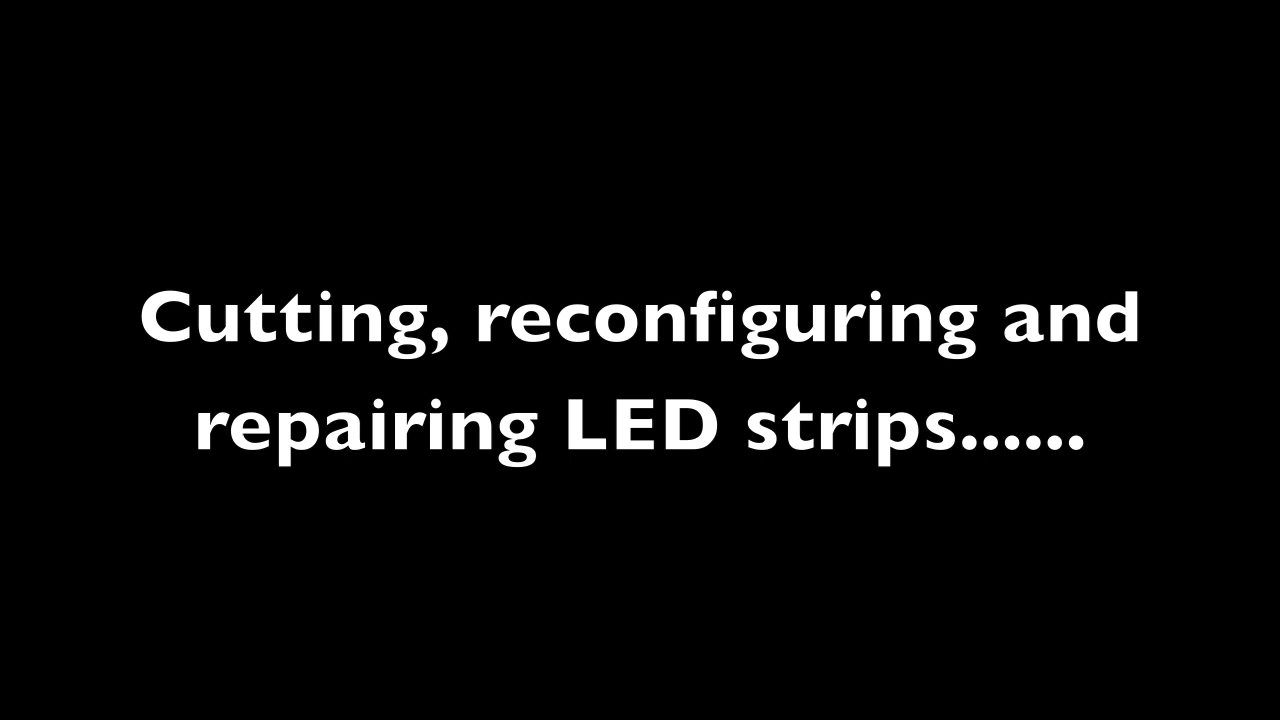 Cutting, reconfiguring and
repairing LED strips......